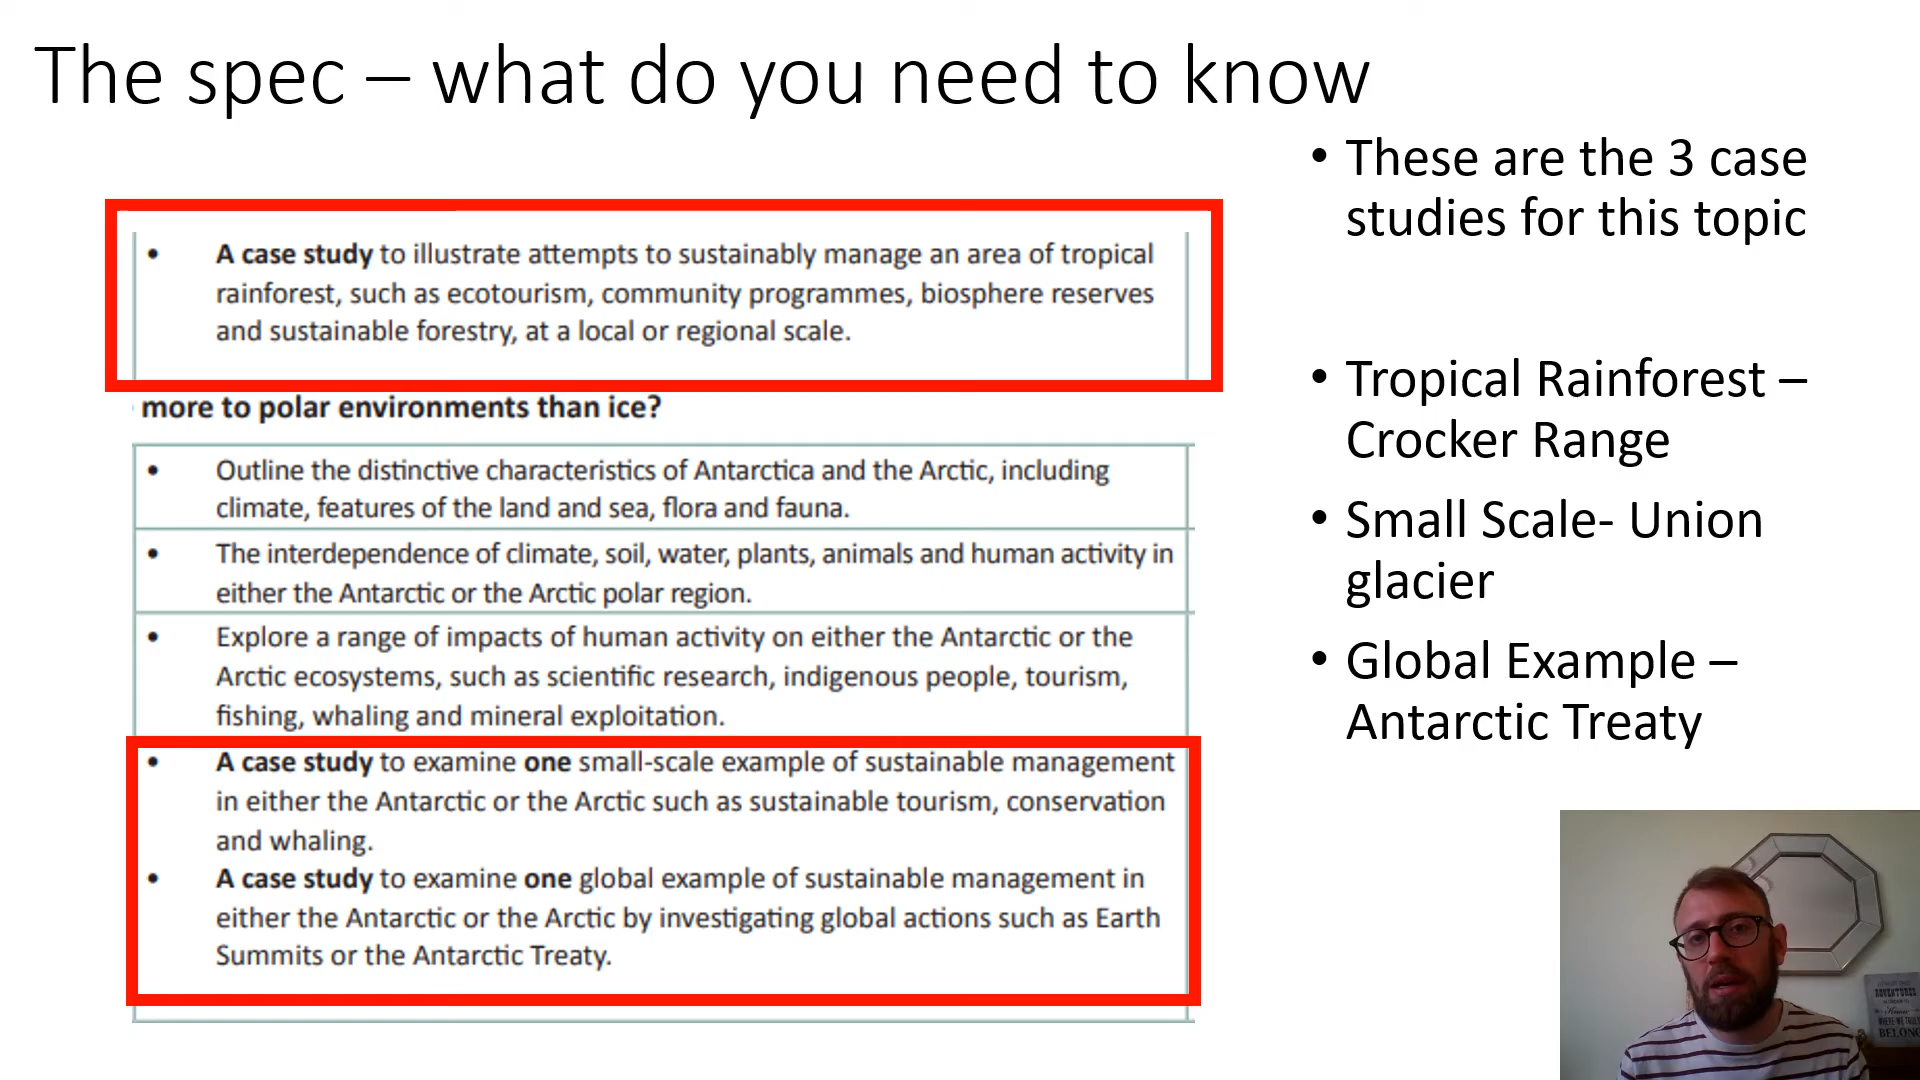 The spec – what do you need to know
• A case study to illustrate attempts to sustainably manage an area of tropical
rainforest, such as ecotourism, community programmes, biosphere reserves
and sustainable forestry, at a local or regional scale.
more to polar environments than ice?
• Outline the distinctive characteristics of Antarctica and the Arctic, including
climate, features of the land and sea, flora and fauna.
• The interdependence of climate, soil, water, plants, animals and human activity in
either the Antarctic or the Arctic polar region.
• Explore a range of impacts of human activity on either the Antarctic or the
Arctic ecosystems, such as scientific research, indigenous people, tourism,
fishing, whaling and mineral exploitation.
• A case study to examine one small-scale example of sustainable management
in either the Antarctic or the Arctic such as sustainable tourism, conservation
and whaling.
• A case study to examine one global example of sustainable management in
either the Antarctic or the Arctic by investigating global actions such as Earth
Summits or the Antarctic Treaty.
• These are the 3 case
studies for this topic
• Tropical Rainforest –
Crocker Range
• Small Scale- Union
glacier
• Global Example –
Antarctic Treaty
ADVENTURES
BELONG